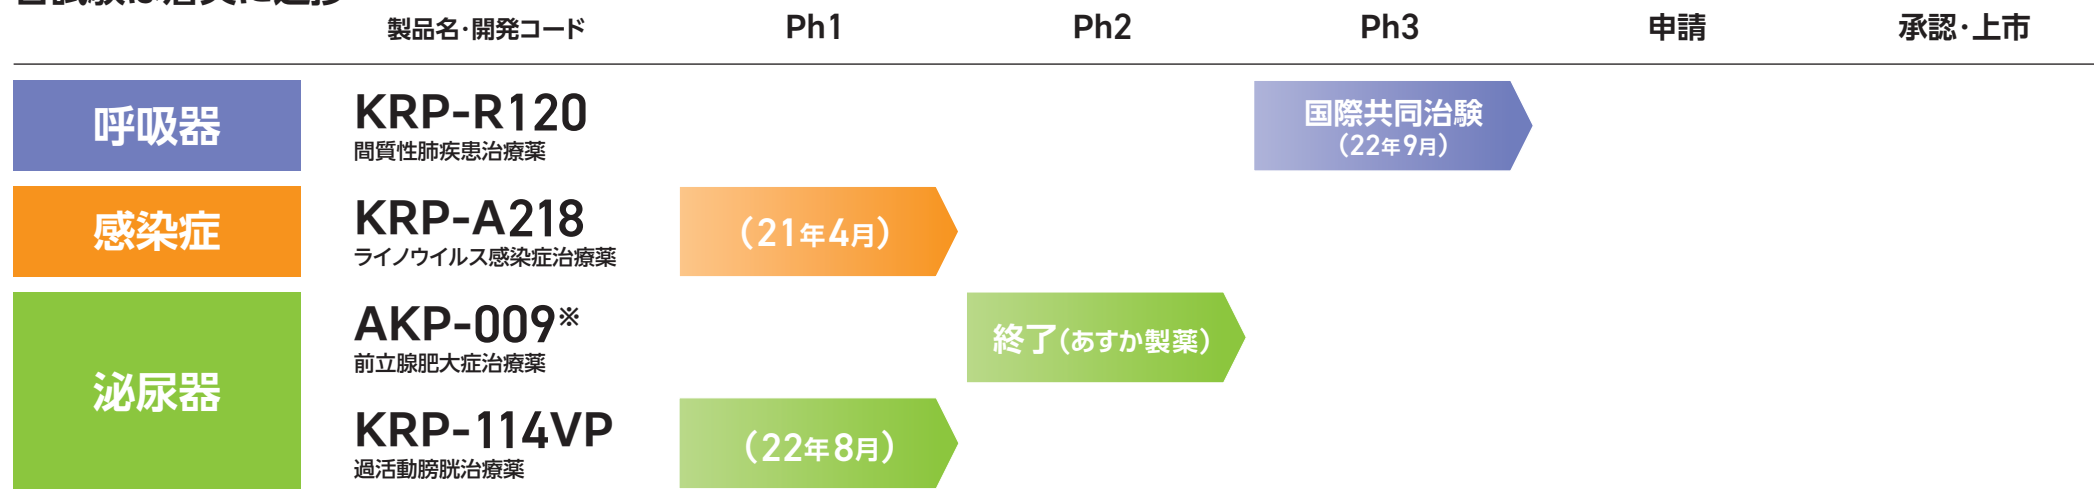 製品名・開発コード Ph1 Ph2 Ph3 申請 承認・上市
呼吸器
KRP-R120
間質性肺疾患治療薬
国際共同治験
（22年9月）
感染症
KRP-A218
ライノウイルス感染症治療薬
（21年4月）
泌尿器
AKP-009※
前立腺肥大症治療薬
終了（あすか製薬）
KRP-114VP
過活動膀胱治療薬
（22年8月）